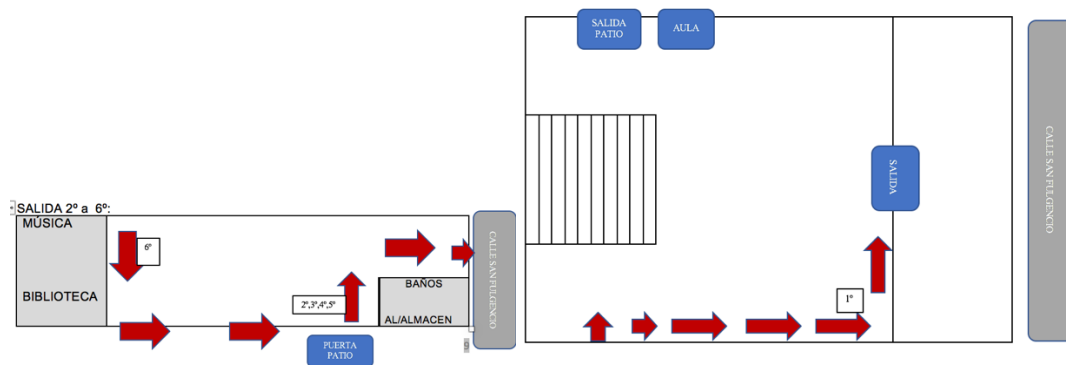 SALIDA 2º a 6º:
MÚSICA
6º
BIBLIOTECA
2º,3º,4º,5º
BAÑOS
AL/ALMACEN
PUERTA
PATIO
CALLE SAN FULGENCIO
SALIDA
PATIO
AULA
SALIDA
1º
CALLE SAN FULGENCIO